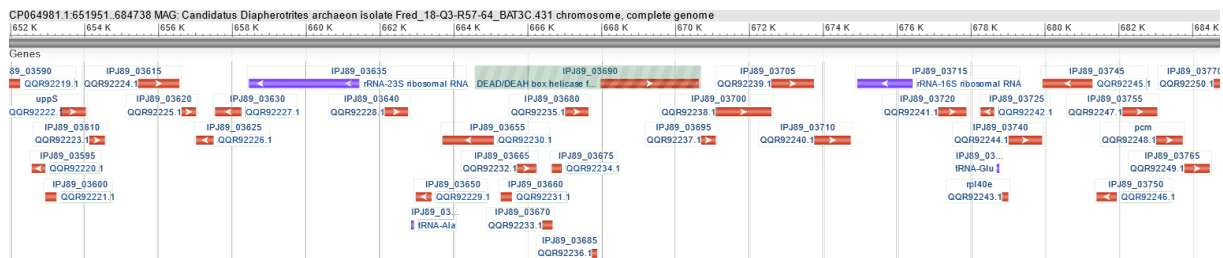 CP064981.1:651951..684738 MAG: Candidatus Diapherotrites archaeon isolate Fred_18-Q3-R57-64_BAT3C.431 chromosome, complete genome
652 K 654 K 656 K 658 K 660 K 662 K 664 K 666 K 668 K 670 K 672 K 674 K 676 K 678 K 680 K 682 K 684 K
Genes
89_03590 IPJ89_03615 IPJ89_03635 IPJ89_03690 IPJ89_03705 IPJ89_03715 IPJ89_03745 IPJ89_03770
QQR92219.1 QQR92224.1 rRNA-23S ribosomal RNA DEAD/DEAH box helicase f... QQR92239.1 rRNA-16S ribosomal RNA QQR92245.1 QQR92250.1
uppS IPJ89_03620 IPJ89_03630 IPJ89_03640 IPJ89_03680 IPJ89_03700 IPJ89_03720 IPJ89_03725 IPJ89_03755
QQR92222. QQR92225.1 QQR92227.1 QQR92228.1 QQR92235.1 QQR92238.1 QQR92241.1 QQR92242.1 QQR92247.1
IPJ89_03610 IPJ89_03625 IPJ89_03655 IPJ89_03695 IPJ89_03710 IPJ89_03740 pcm
QQR92223.1 QQR92226.1 QQR92230.1 QQR92237.1 QQR92240.1 QQR92244.1 QQR92248.1
IPJ89_03595 IPJ89_03665 IPJ89_03675 IPJ89_03... IPJ89_03765
QQR92220.1 QQR92232.1 QQR92234.1 tRNA-Glu QQR92249.1
IPJ89_03600 IPJ89_03650 IPJ89_03660 rpl40e IPJ89_03750
QQR92221.1 QQR92229.1 QQR92231.1 QQR92243.1 QQR92246.1
IPJ89_03... IPJ89_03670
tRNA-Ala QQR92233.1
IPJ89_03685
QQR92236.1